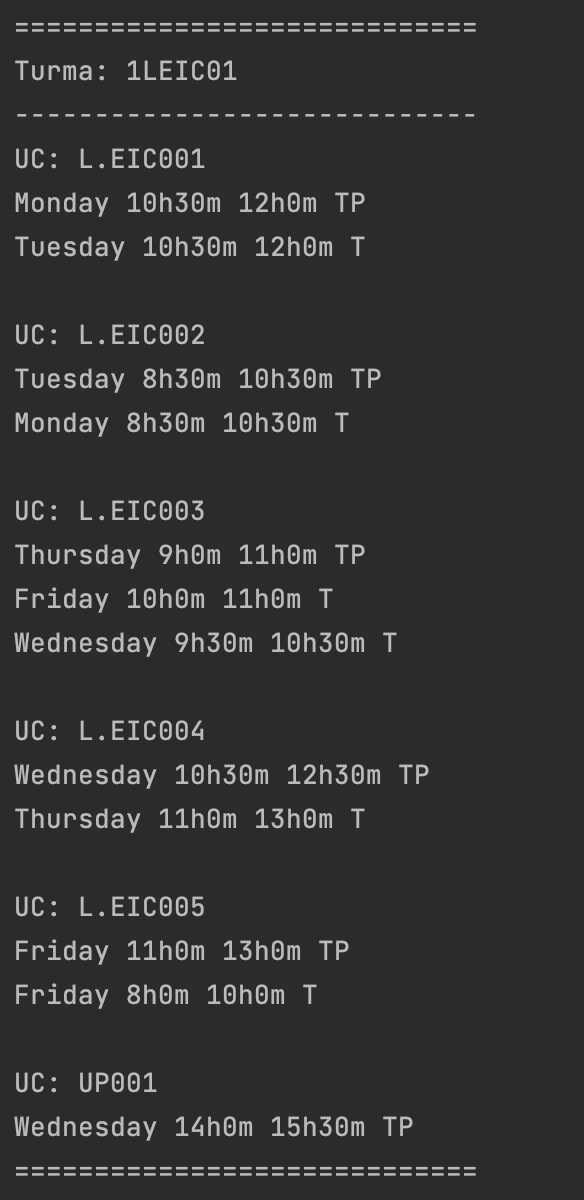 =============================
Turma: 1LEIC01
-----------------------------
UC: L.EIC001
Monday 10h30m 12h0m TP
Tuesday 10h30m 12h0m T

UC: L.EIC002
Tuesday 8h30m 10h30m TP
Monday 8h30m 10h30m T

UC: L.EIC003
Thursday 9h0m 11h0m TP
Friday 10h0m 11h0m T
Wednesday 9h30m 10h30m T

UC: L.EIC004
Wednesday 10h30m 12h30m TP
Thursday 11h0m 13h0m T

UC: L.EIC005
Friday 11h0m 13h0m TP
Friday 8h0m 10h0m T

UC: UP001
Wednesday 14h0m 15h30m TP
=============================